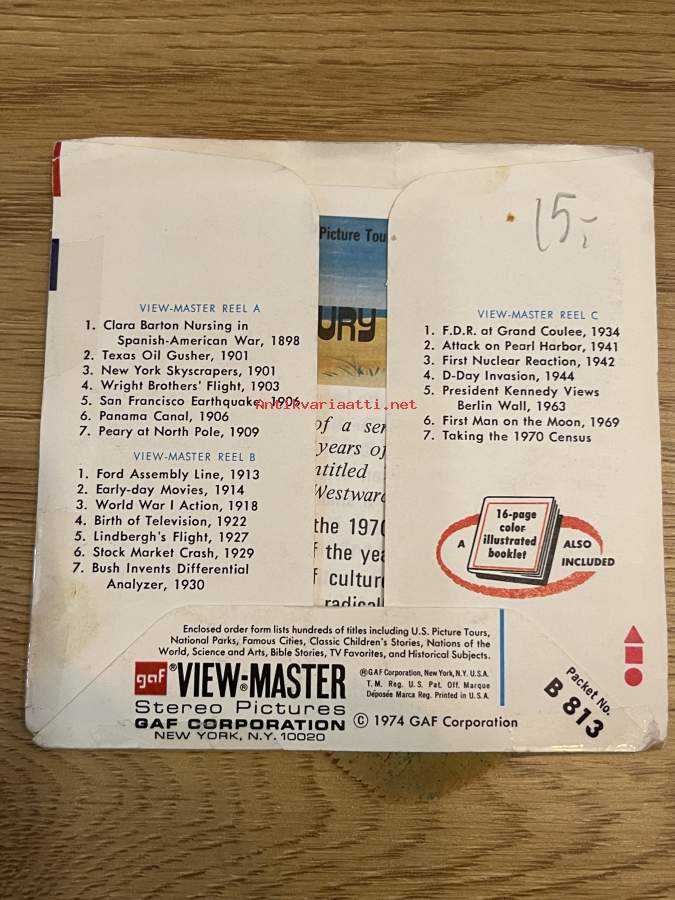 15,-
Picture Tou
URY
VIEW-MASTER REEL A
1. Clara Barton Nursing in
Spanish-American War, 1898
2. Texas Oil Gusher, 1901
3. New York Skyscrapers, 1901
4. Wright Brothers' Flight, 1903
5. San Francisco Earthquake, 1906
6. Panama Canal, 1906
7. Peary at North Pole, 1909
VIEW-MASTER REEL B
1. Ford Assembly Line, 1913
2. Early-day Movies, 1914
3. World War I Action, 1918
4. Birth of Television, 1922
5. Lindbergh's Flight, 1927
6. Stock Market Crash, 1929
7. Bush Invents Differential
Analyzer, 1930
Antikvariaatti.net
of a ser
years of
ntitled
Westward
the 1970
f the yea
f cultur
radical
VIEW-MASTER REEL C
1. F.D.R. at Grand Coulee, 1934
2. Attack on Pearl Harbor, 1941
3. First Nuclear Reaction, 1942
4. D-Day Invasion, 1944
5. President Kennedy Views
Berlin Wall, 1963
6. First Man on the Moon, 1969
7. Taking the 1970 Census
16-page
color
illustrated
booklet
A ALSO
INCLUDED
Enclosed order form lists hundreds of titles including U.S. Picture Tours,
National Parks, Famous Cities, Classic Children's Stories, Nations of the
World, Science and Arts, Bible Stories, TV Favorites, and Historical Subjects.
gaf ® VIEW-MASTER
Stereo Pictures
GAF CORPORATION
NEW YORK, N.Y. 10020
® GAF Corporation, New York, N.Y. U.S.A.
T.M. Reg. U.S. Pat. Off. Marque
Déposée Marca Reg. Printed in U.S.A.
© 1974 GAF Corporation
Packet No.
B 813